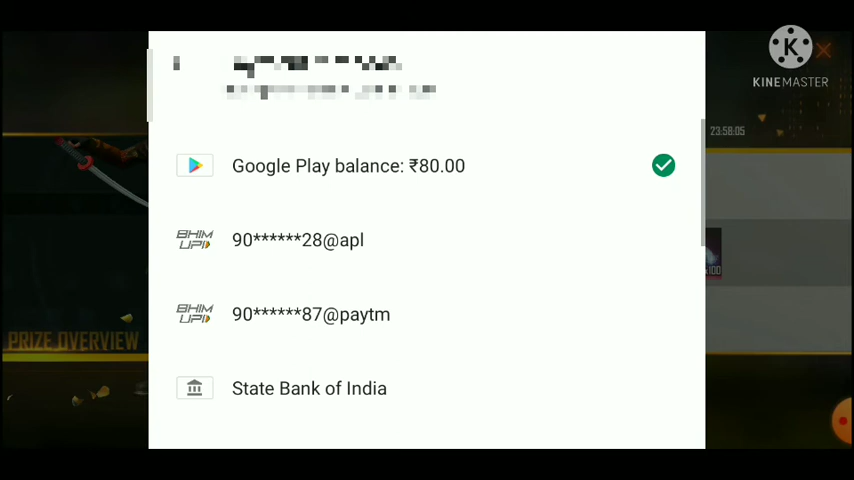 KINEMASTER
23:58:05
Google Play balance: ₹80.00
BHIM UPI
90******28@apl
x100
BHIM UPI
90******87@paytm
PRIZE OVERVIEW
State Bank of India